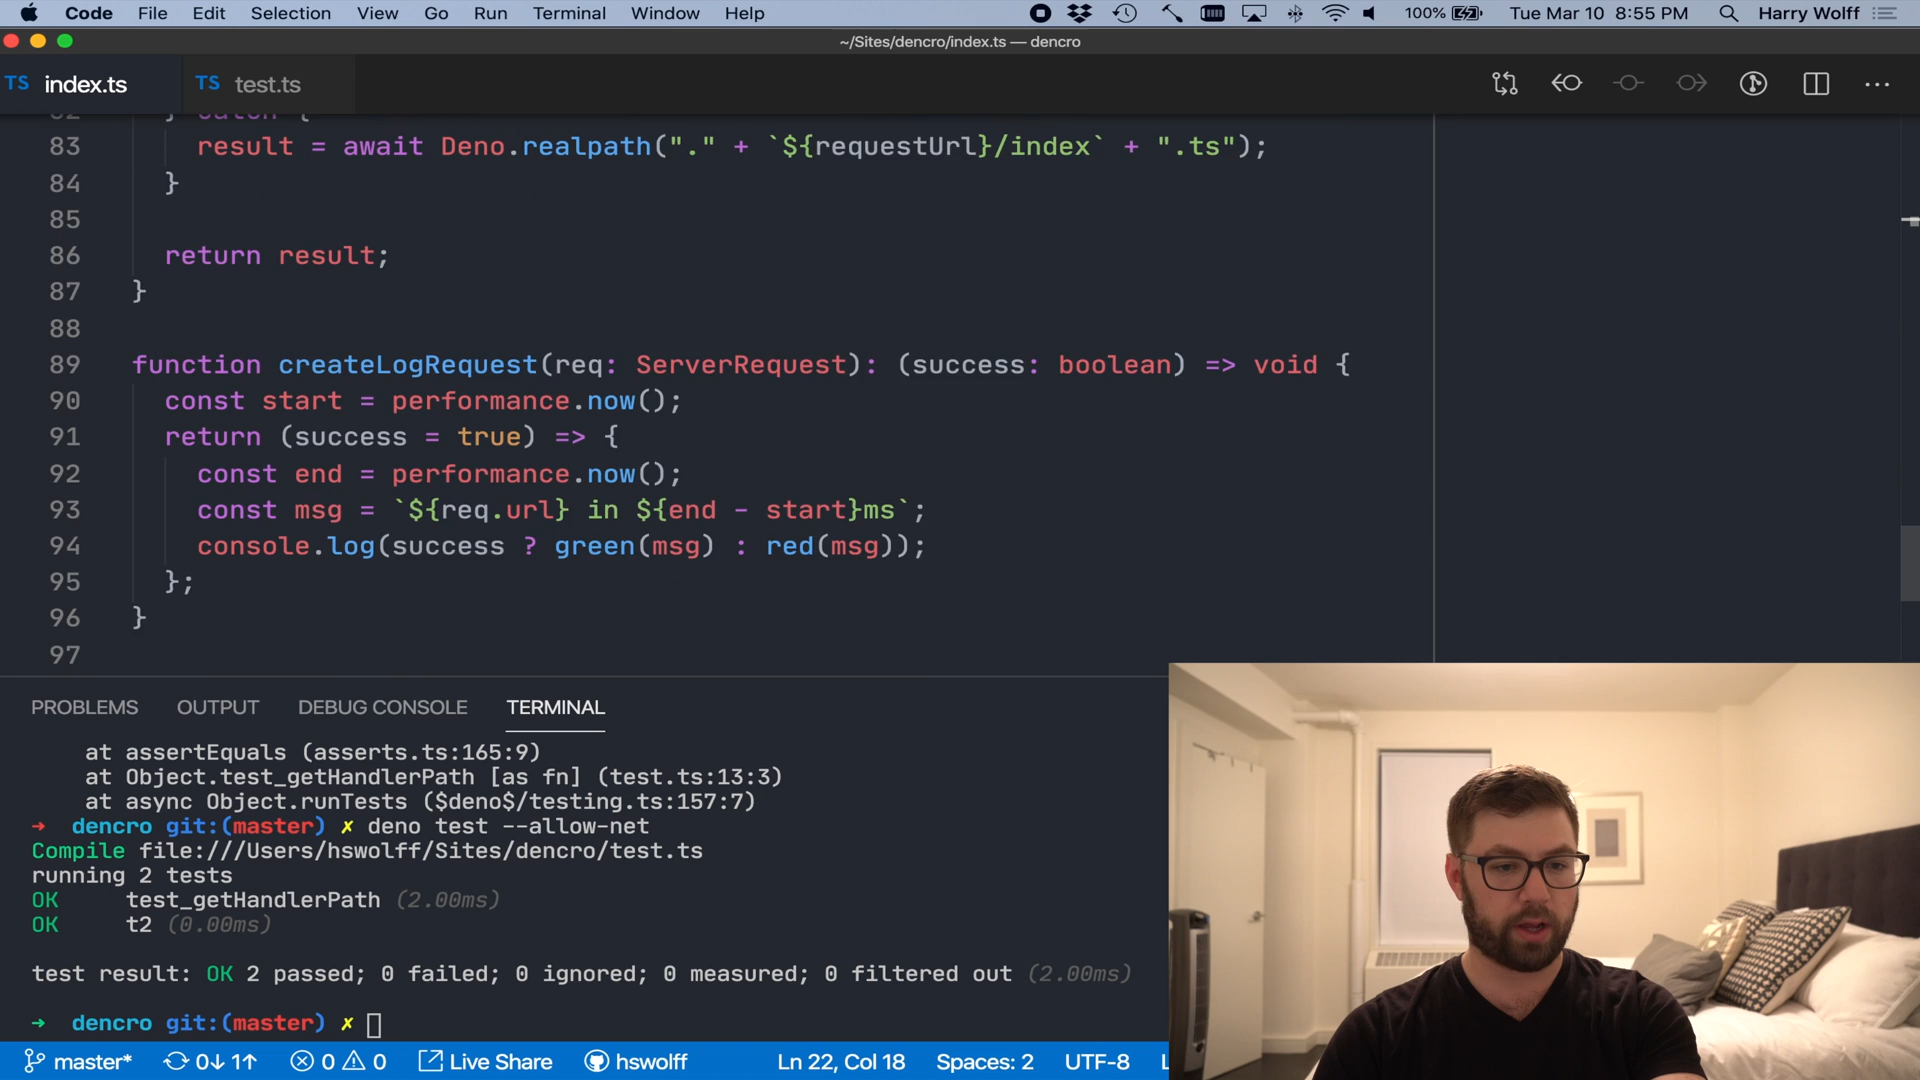 Code File Edit Selection View Go Run Terminal Window Help 100% Tue Mar 10 8:55 PM Harry Wolff
~/Sites/dencro/index.ts — dencro
TS index.ts TS test.ts
82 } catch {
83 result = await Deno.realpath("." + `${requestUrl}/index` + ".ts");
84 }
85
86 return result;
87 }
88
89 function createLogRequest(req: ServerRequest): (success: boolean) => void {
90 const start = performance.now();
91 return (success = true) => {
92 const end = performance.now();
93 const msg = `${req.url} in ${end - start}ms`;
94 console.log(success ? green(msg) : red(msg));
95 };
96 }
97
PROBLEMS OUTPUT DEBUG CONSOLE TERMINAL
at assertEquals (asserts.ts:165:9)
at Object.test_getHandlerPath [as fn] (test.ts:13:3)
at async Object.runTests ($deno$/testing.ts:157:7)
➜ dencro git:(master) ✗ deno test --allow-net
Compile file:///Users/hswolff/Sites/dencro/test.ts
running 2 tests
OK test_getHandlerPath (2.00ms)
OK t2 (0.00ms)
test result: OK 2 passed; 0 failed; 0 ignored; 0 measured; 0 filtered out (2.00ms)
➜ dencro git:(master) ✗
master* 0↓ 1↑ 0 0 Live Share hswolff Ln 22, Col 18 Spaces: 2 UTF-8 L